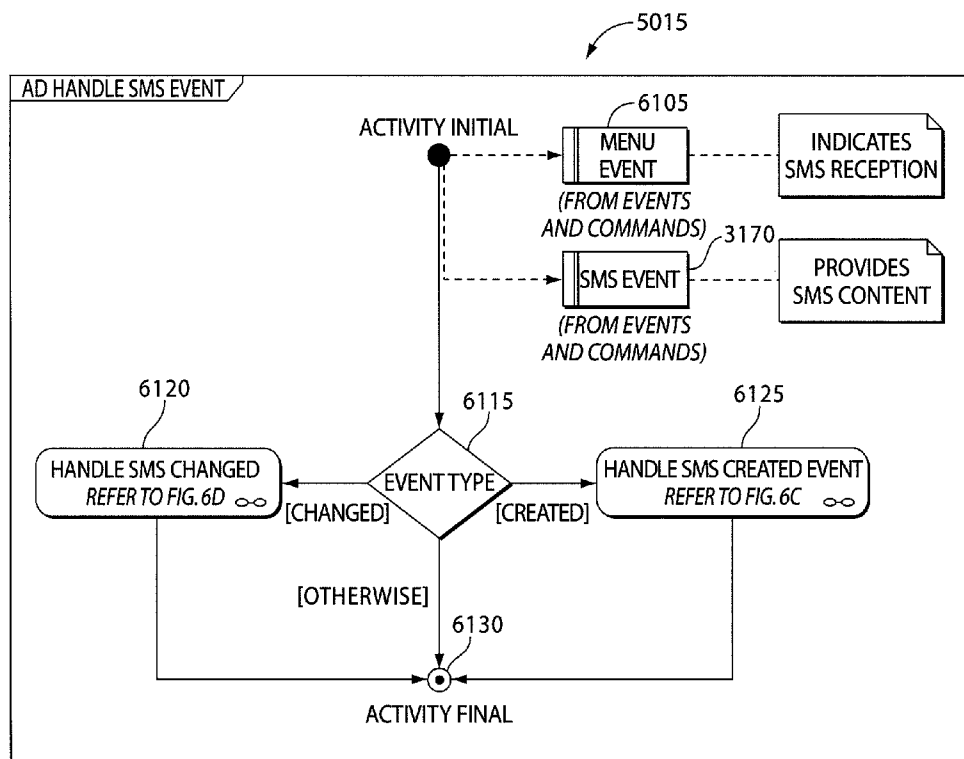 5015
AD HANDLE SMS EVENT
6105
ACTIVITY INITIAL
MENU
EVENT
INDICATES
SMS RECEPTION
(FROM EVENTS
AND COMMANDS)
3170
SMS EVENT
PROVIDES
SMS CONTENT
(FROM EVENTS
AND COMMANDS)
6120
6115
6125
HANDLE SMS CHANGED
REFER TO FIG. 6D
EVENT TYPE
HANDLE SMS CREATED EVENT
REFER TO FIG. 6C
[CHANGED]
[CREATED]
[OTHERWISE]
6130
ACTIVITY FINAL